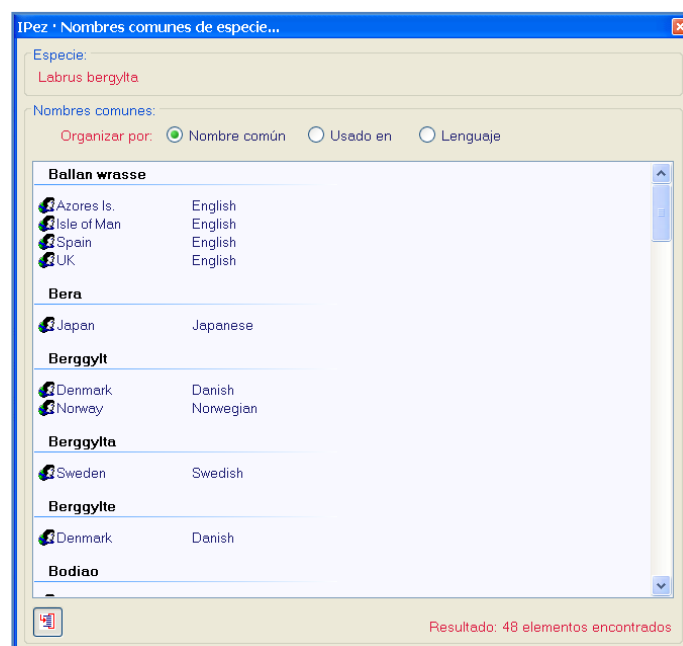 IPez · Nombres comunes de especie...
Especie:
Labrus bergylta
Nombres comunes:
Organizar por: Nombre común Usado en Lenguaje
Ballan wrasse
Azores Is. English
Isle of Man English
Spain English
UK English
Bera
Japan Japanese
Berggylt
Denmark Danish
Norway Norwegian
Berggylta
Sweden Swedish
Berggylte
Denmark Danish
Bodiao
Resultado: 48 elementos encontrados